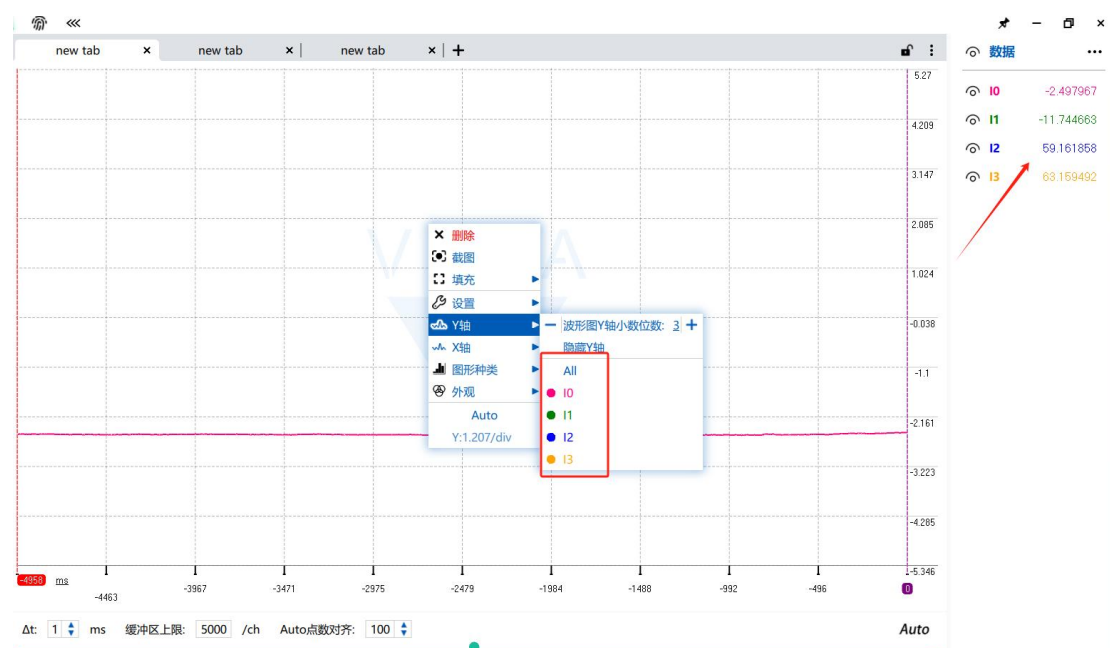 new tab
new tab
new tab
数据
I0 -2.497967
I1 -11.744663
I2 59.161858
I3 63.159492
5.27
4.209
3.147
2.085
1.024
-0.038
-1.1
-2.161
-3.223
-4.285
-5.346
删除
截图
填充
设置
Y轴
X轴
图形种类
外观
Auto
Y:1.207/div
波形图Y轴小数位数: 3
隐藏Y轴
All
I0
I1
I2
I3
-4958 ms
-4463
-3967
-3471
-2975
-2479
-1984
-1488
-992
-496
0
Δt: 1 ms 缓冲区上限: 5000 /ch Auto点数对齐: 100 Auto